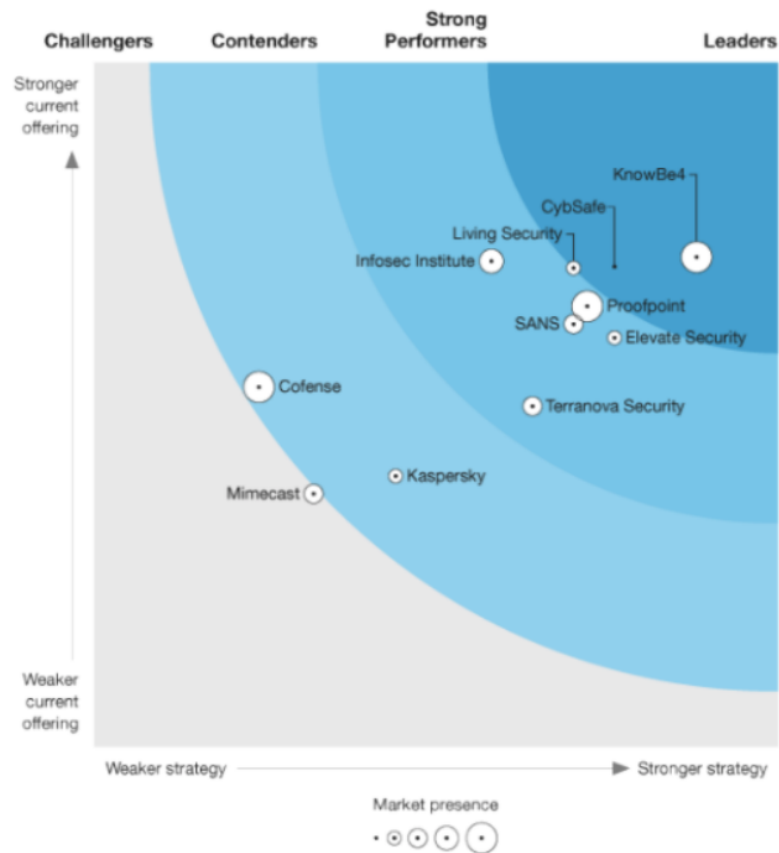 Challengers
Contenders
Strong
Performers
Leaders
Stronger
current
offering
KnowBe4
CybSafe
Living Security
Infosec Institute
Proofpoint
SANS
Elevate Security
Cofense
Terranova Security
Kaspersky
Mimecast
Weaker
current
offering
Weaker strategy
Stronger strategy
Market presence